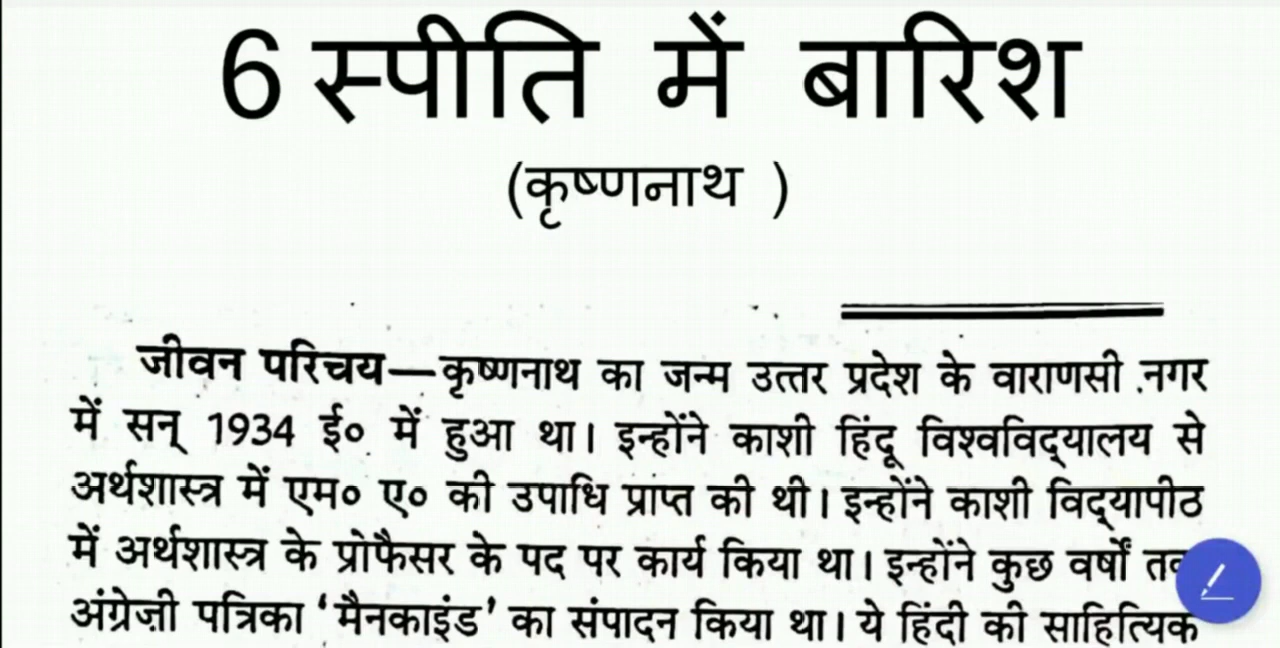 6 स्पीति में बारिश
(कृष्णनाथ )
जीवन परिचय—कृष्णनाथ का जन्म उत्तर प्रदेश के वाराणसी नगर
में सन् 1934 ई० में हुआ था। इन्होंने काशी हिंदू विश्वविद्यालय से
अर्थशास्त्र में एम० ए० की उपाधि प्राप्त की थी। इन्होंने काशी विद्यापीठ
में अर्थशास्त्र के प्रोफैसर के पद पर कार्य किया था। इन्होंने कुछ वर्षों
अंग्रेज़ी पत्रिका ‘मैनकाइंड’ का संपादन किया था। ये हिंदी की साहित्यिक